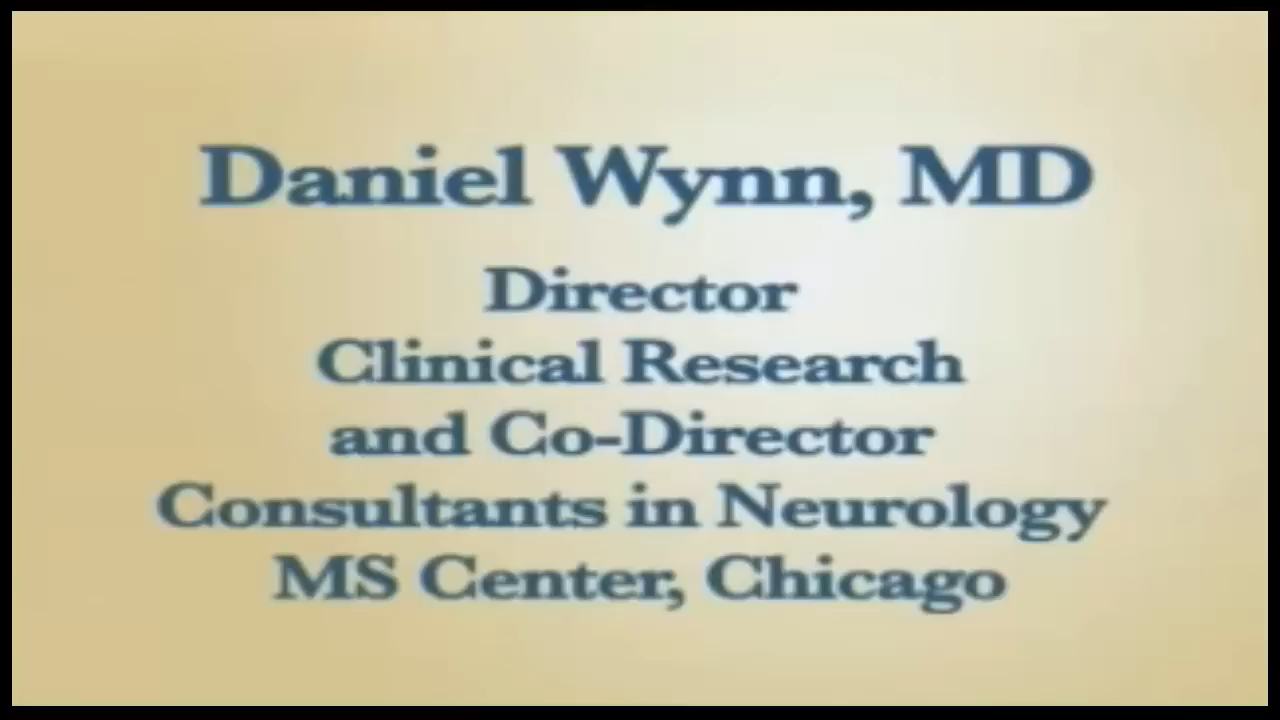 Daniel Wynn, MD
Director
Clinical Research
and Co-Director
Consultants in Neurology
MS Center, Chicago